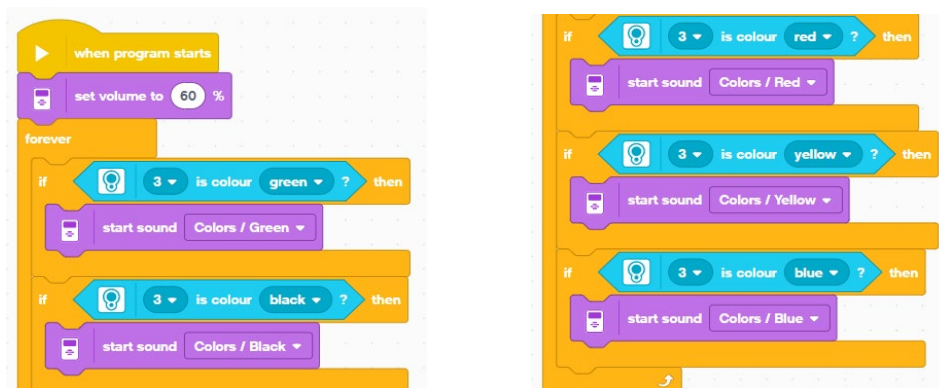 when program starts
set volume to 60 %
forever
if 3 is colour green ? then
start sound Colors / Green
if 3 is colour black ? then
start sound Colors / Black
if 3 is colour red ? then
start sound Colors / Red
if 3 is colour yellow ? then
start sound Colors / Yellow
if 3 is colour blue ? then
start sound Colors / Blue